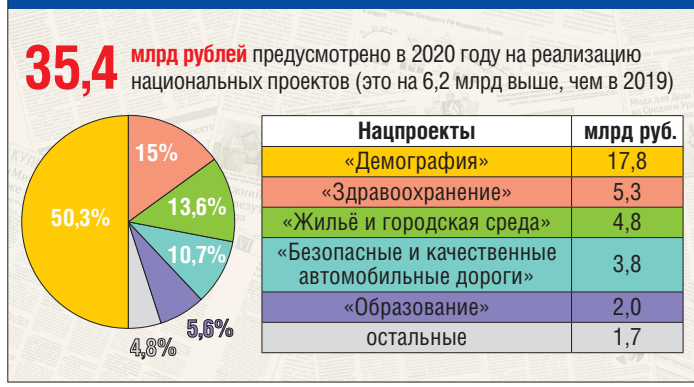 35,4 млрд рублей предусмотрено в 2020 году на реализацию
национальных проектов (это на 6,2 млрд выше, чем в 2019)
50,3%
15%
13,6%
10,7%
5,6%
4,8%
Нацпроекты млрд руб.
«Демография» 17,8
«Здравоохранение» 5,3
«Жильё и городская среда» 4,8
«Безопасные и качественные
автомобильные дороги» 3,8
«Образование» 2,0
остальные 1,7